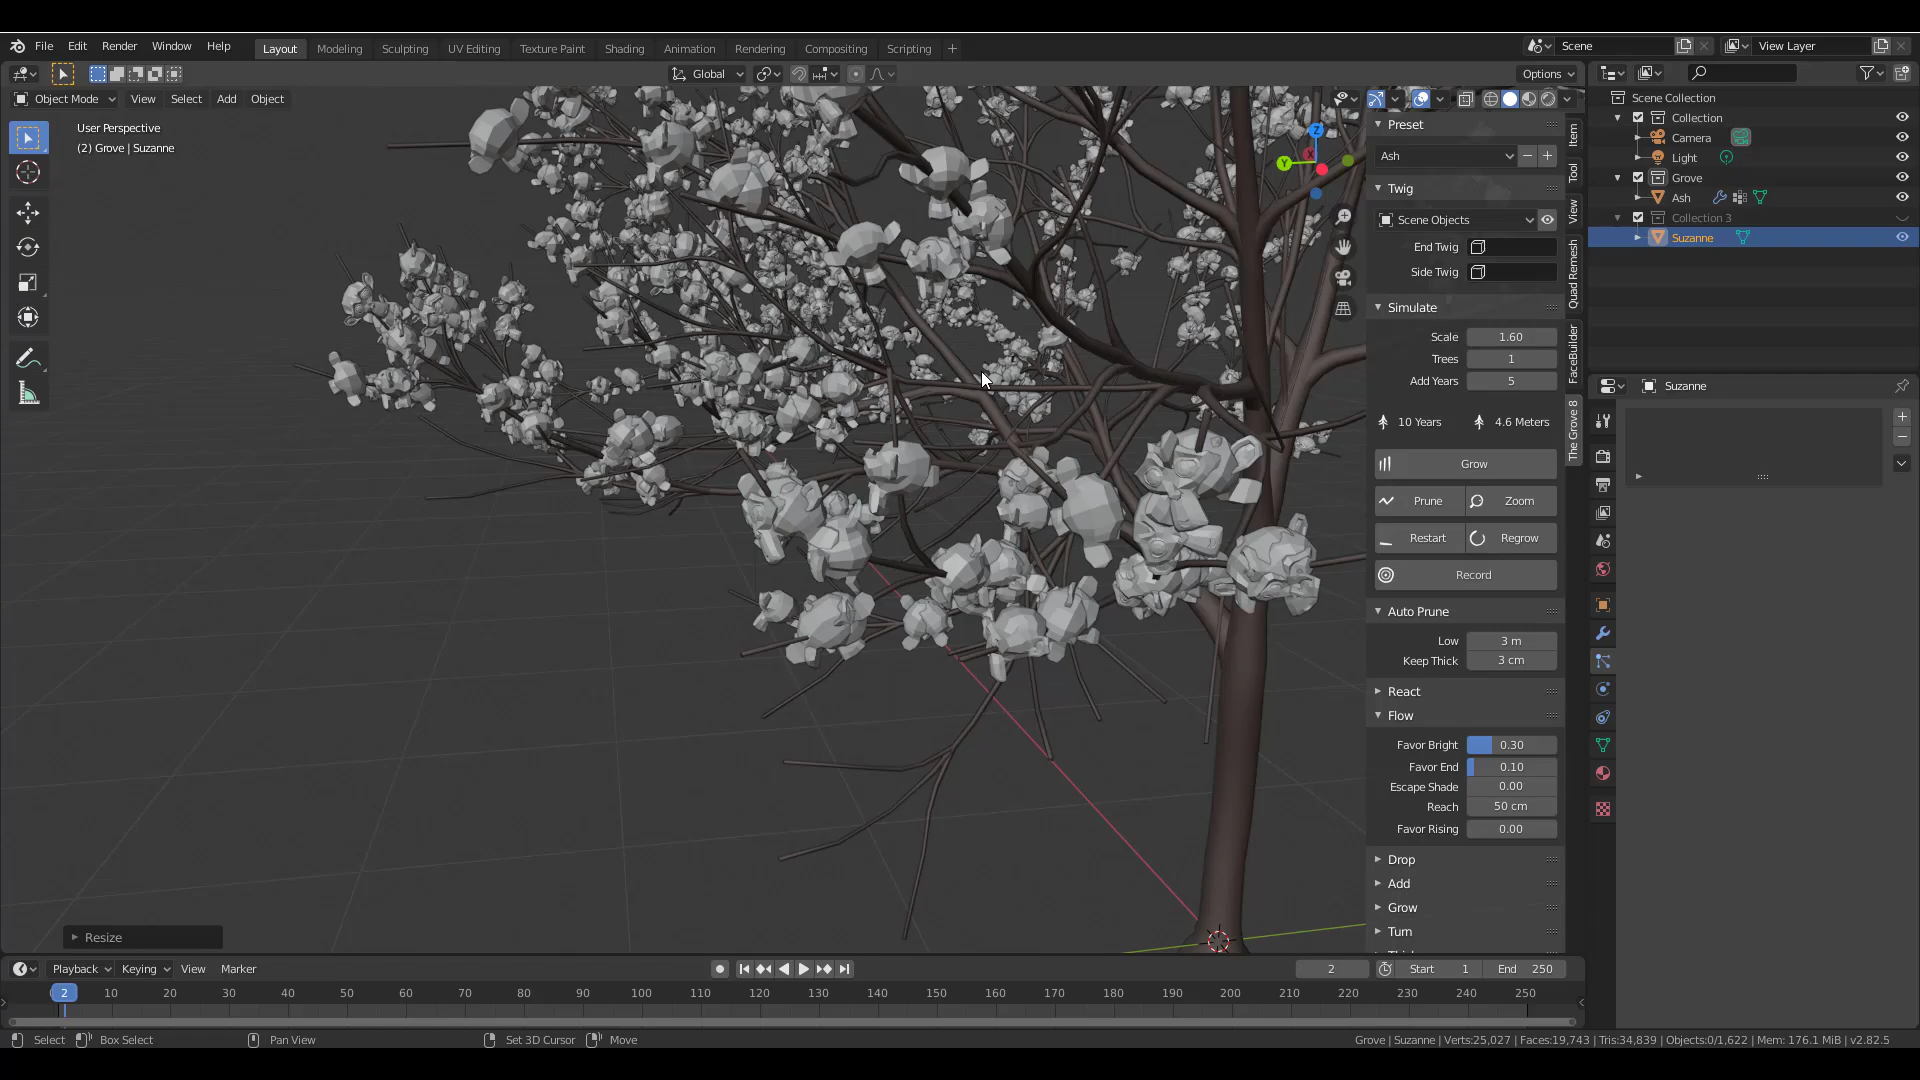 File Edit Render Window Help Layout Modeling Sculpting UV Editing Texture Paint Shading Animation Rendering Compositing Scripting + Scene View Layer
Global Options
Object Mode View Select Add Object
User Perspective
(2) Grove | Suzanne
Z
Y
X
Preset
Ash
Twig
Scene Objects
End Twig
Side Twig
Simulate
Scale 1.60
Trees 1
Add Years 5
10 Years 4.6 Meters
Grow
Prune Zoom
Restart Regrow
Record
Auto Prune
Low 3 m
Keep Thick 3 cm
React
Flow
Favor Bright 0.30
Favor End 0.10
Escape Shade 0.00
Reach 50 cm
Favor Rising 0.00
Drop
Add
Grow
Turn
Item
Tool
View
Quad Remesh
FaceBuilder
The Grove 8
Scene Collection
Collection
Camera
Light
Grove
Ash
Collection 3
Suzanne
Suzanne
Resize
Playback Keying View Marker 2 Start 1 End 250
2 10 20 30 40 50 60 70 80 90 100 110 120 130 140 150 160 170 180 190 200 210 220 230 240 250
Select Box Select Pan View Set 3D Cursor Move Grove | Suzanne | Verts:25,027 | Faces:19,743 | Tris:34,839 | Objects:0/1,622 | Mem: 176.1 MiB | v2.82.5